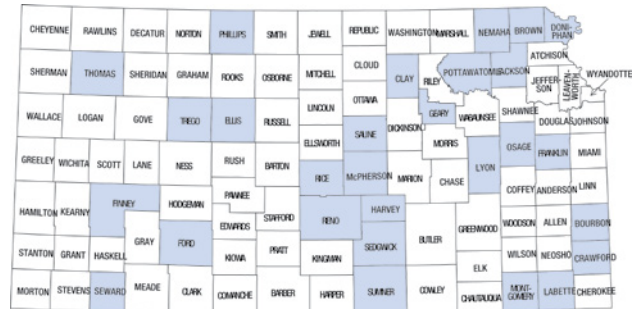 CHEYENNE RAWLINS DECATUR NORTON PHILLIPS SMITH JEWELL REPUBLIC WASHINGTON MARSHALL NEMAHA BROWN DONI-
PHAN
ATCHISON
SHERMAN THOMAS SHERIDAN GRAHAM ROOKS OSBORNE MITCHELL CLOUD CLAY RILEY POTTAWATOMIE JACKSON JEFFER-
SON
LEAVEN-
WORTH
WYANDOTTE
OTTAWA
LINCOLN
WALLACE LOGAN GOVE TREGO ELLIS RUSSELL SALINE DICKINSON GEARY WABAUNSEE SHAWNEE DOUGLAS JOHNSON
ELLSWORTH MORRIS OSAGE FRANKLIN MIAMI
GREELEY WICHITA SCOTT LANE NESS RUSH BARTON RICE McPHERSON MARION CHASE LYON
COFFEY ANDERSON LINN
HAMILTON KEARNY FINNEY HODGEMAN PAWNEE STAFFORD RENO HARVEY
GRAY FORD EDWARDS SEDGWICK BUTLER GREENWOOD WOODSON ALLEN BOURBON
STANTON GRANT HASKELL KIOWA PRATT KINGMAN ELK WILSON NEOSHO CRAWFORD
MORTON STEVENS SEWARD MEADE CLARK COMANCHE BARBER HARPER SUMNER COWLEY CHAUTAUQUA MONT-
GOMERY
LABETTE CHEROKEE